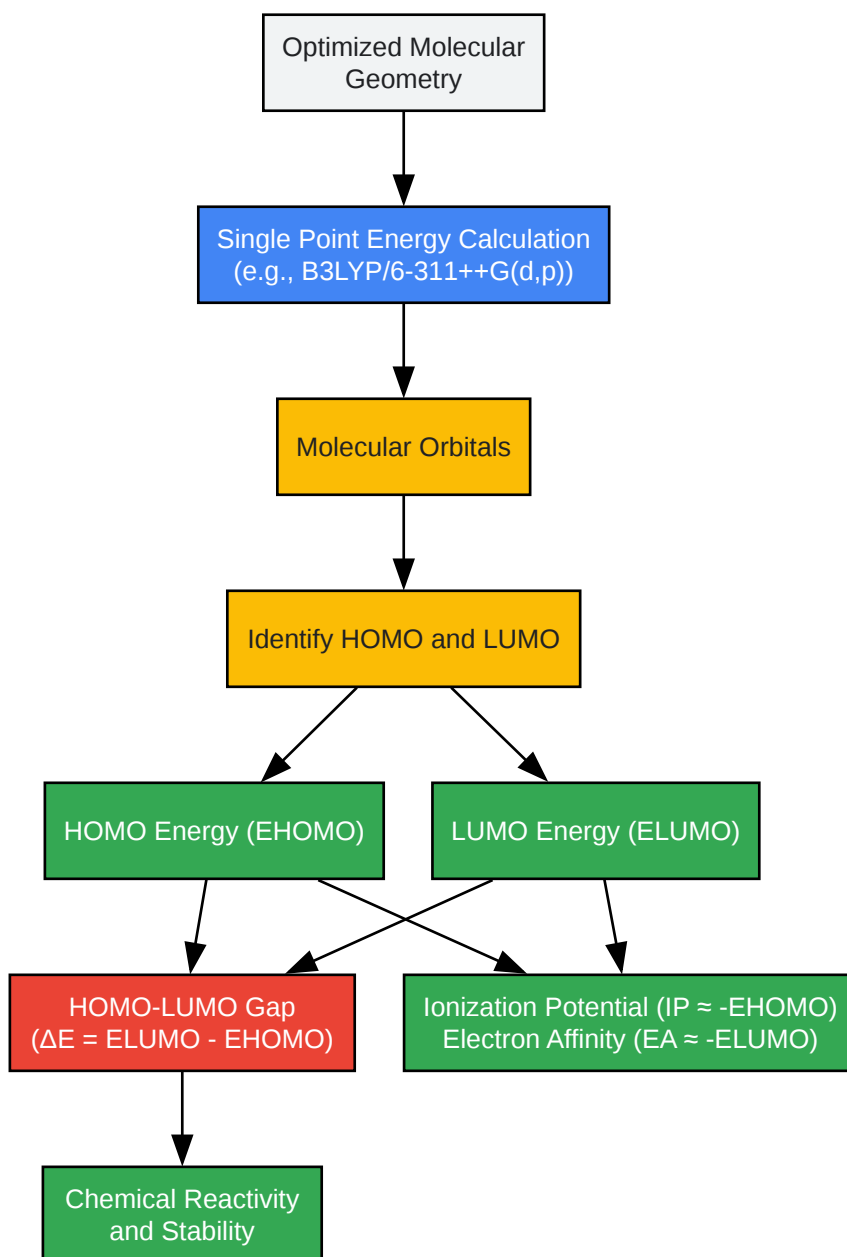 Optimized Molecular
Geometry
Single Point Energy Calculation
(e.g., B3LYP/6-311++G(d,p))
Molecular Orbitals
Identify HOMO and LUMO
HOMO Energy (EHOMO)
LUMO Energy (ELUMO)
HOMO-LUMO Gap
(ΔE = ELUMO - EHOMO)
Ionization Potential (IP ≈ -EHOMO)
Electron Affinity (EA ≈ -ELUMO)
Chemical Reactivity
and Stability